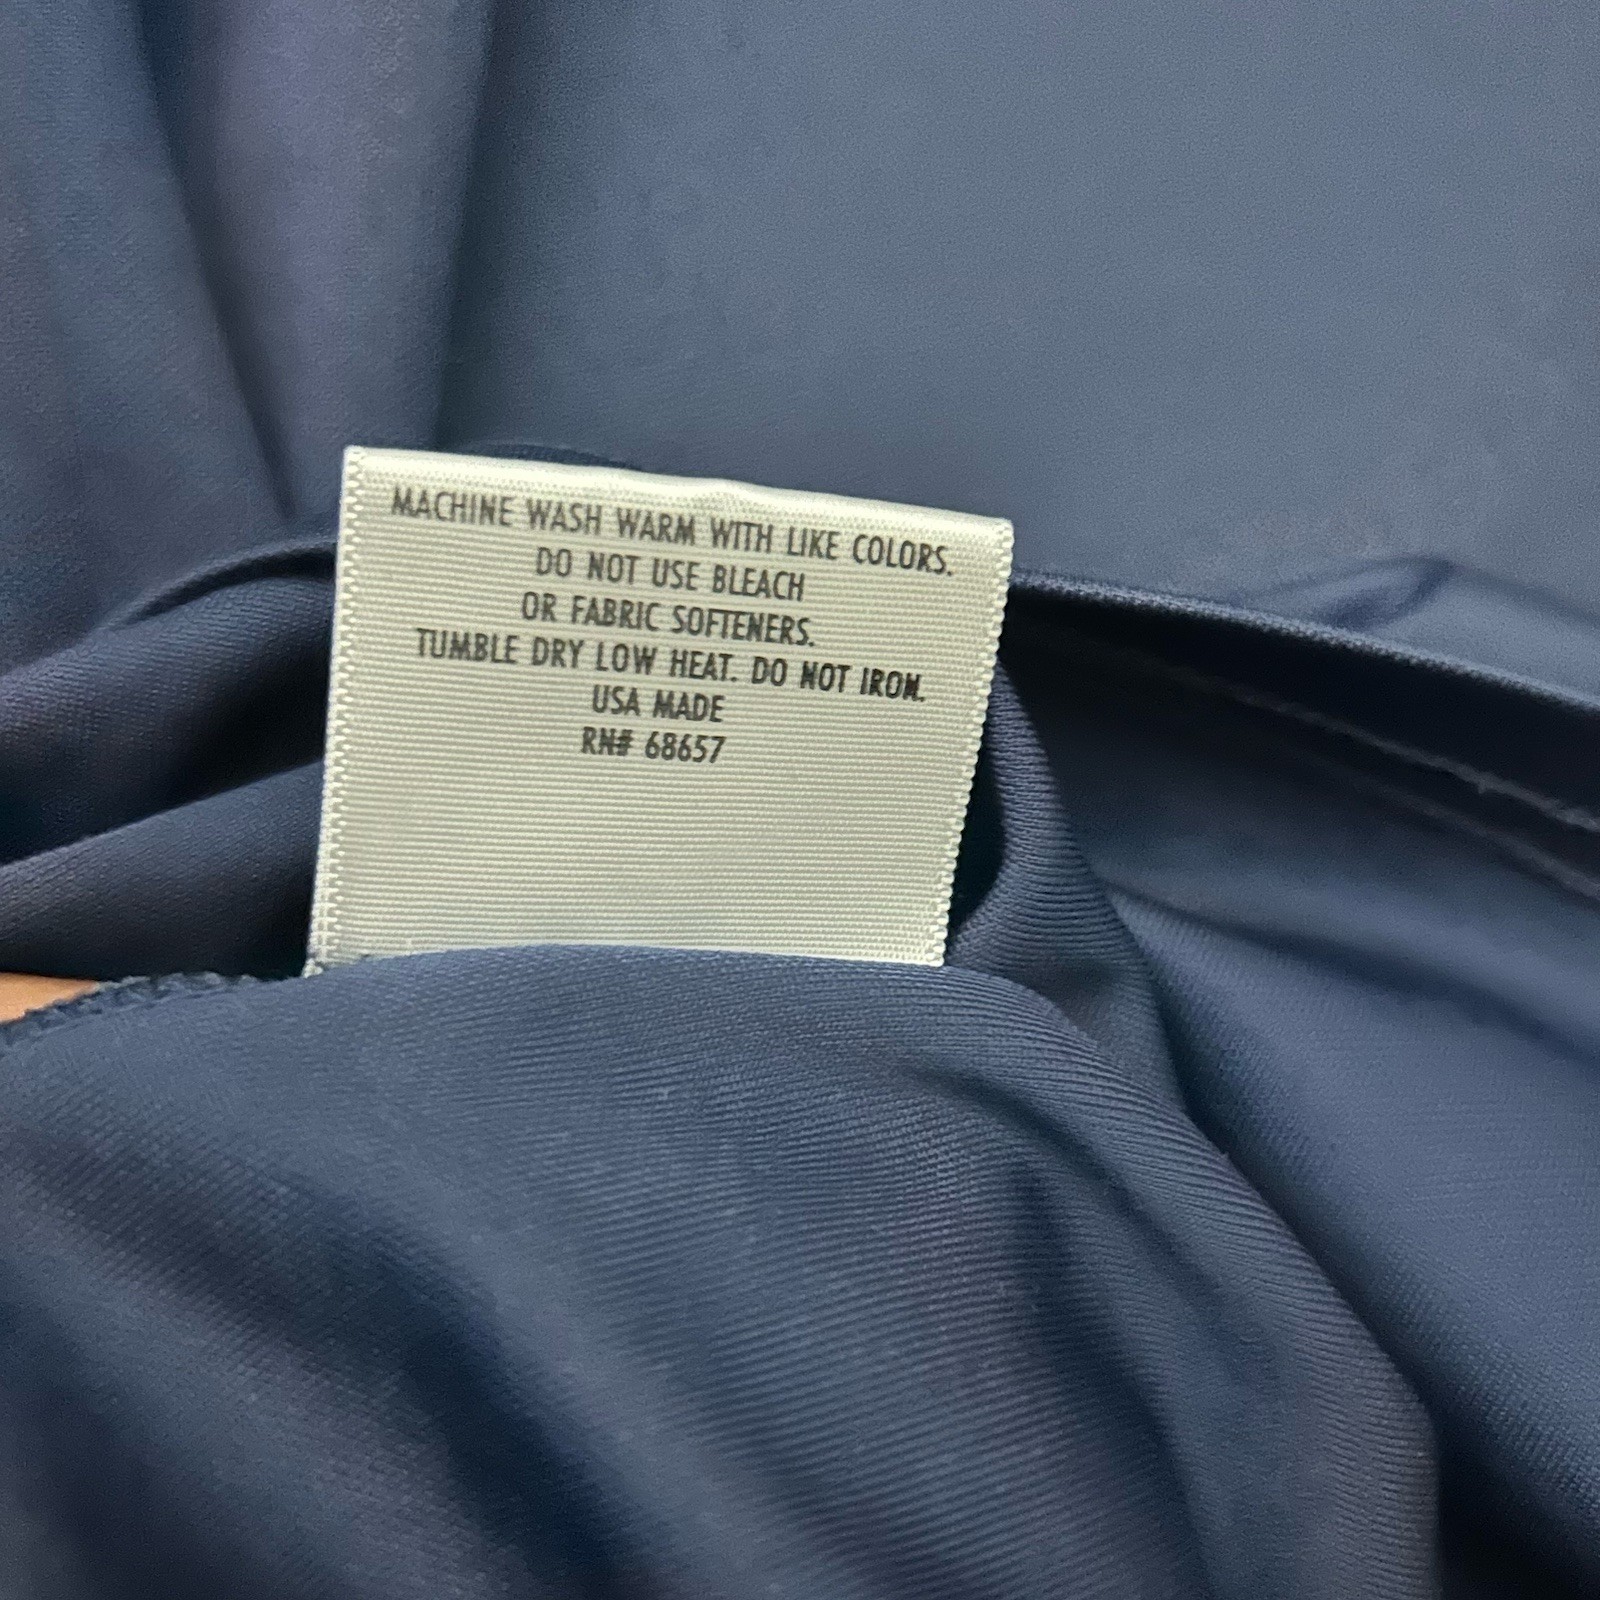 MACHINE WASH WARM WITH LIKE COLORS.
DO NOT USE BLEACH
OR FABRIC SOFTENERS.
TUMBLE DRY LOW HEAT. DO NOT IRON.
USA MADE
RN# 68657